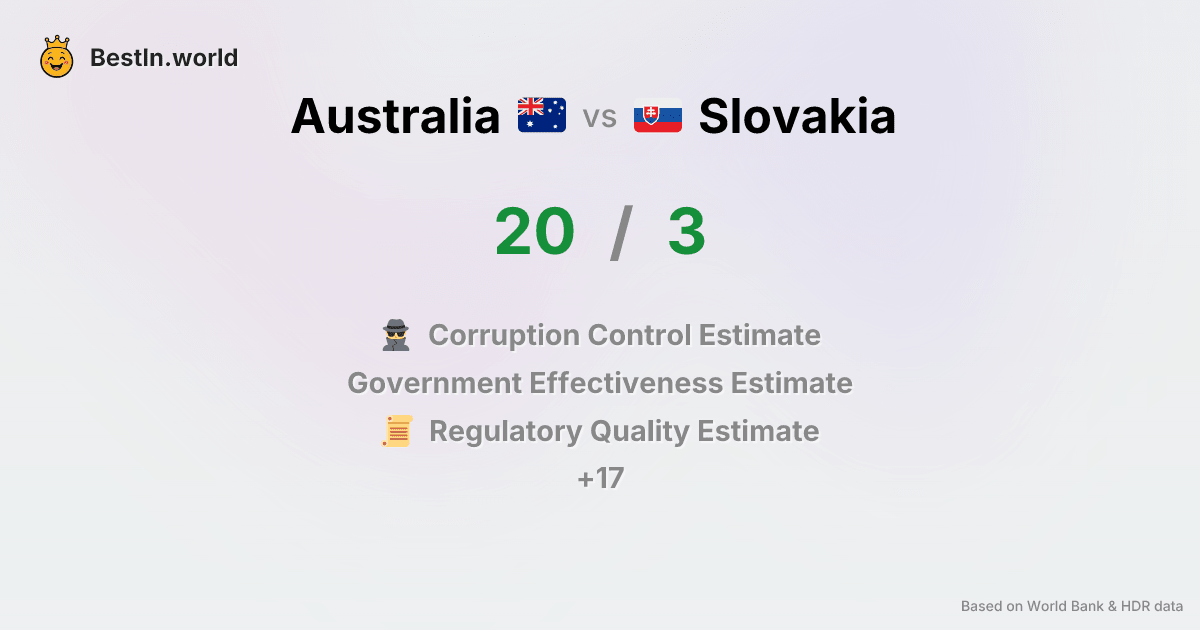 BestIn.world
Australia vs Slovakia
20 / 3
Corruption Control Estimate
Government Effectiveness Estimate
Regulatory Quality Estimate
+17
Based on World Bank & HDR data